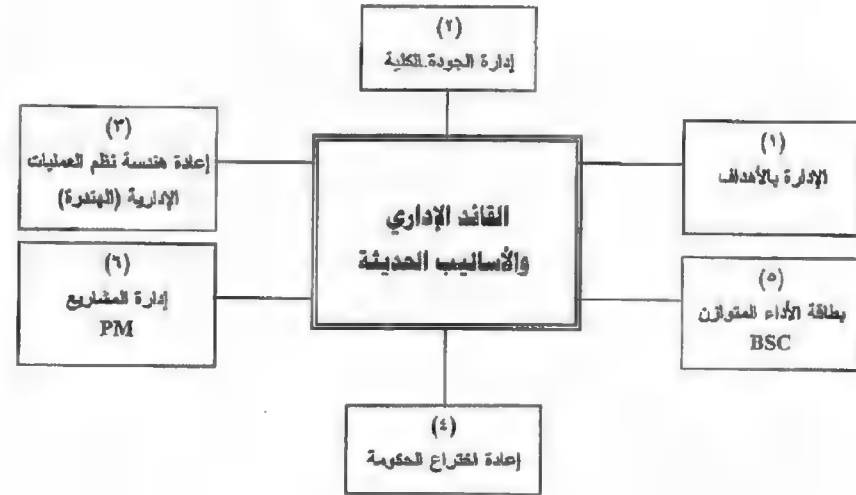 (٢)
إدارة الجودة الكلية
(٣)
إعادة هندسة نظم العمليات
الإدارية (الهندرة)
(١)
الإدارة بالأهداف
القائد الإداري
والأساليب الحديثة
(٦)
إدارة المشاريع
PM
(٥)
بطاقة الأداء المتوازن
BSC
(٤)
إعادة اختراع الحكومة